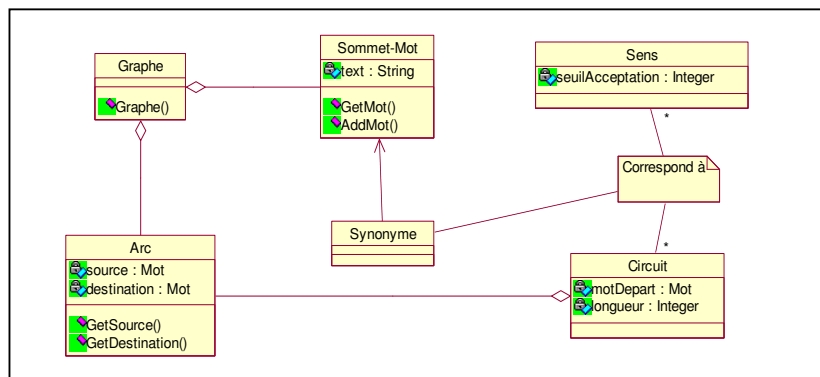 Graphe
Graphe()
Sommet-Mot
text : String
GetMot()
AddMot()
Sens
seuilAcceptation : Integer
*
Correspond à
*
Synonyme
Arc
source : Mot
destination : Mot
GetSource()
GetDestination()
Circuit
motDepart : Mot
longueur : Integer